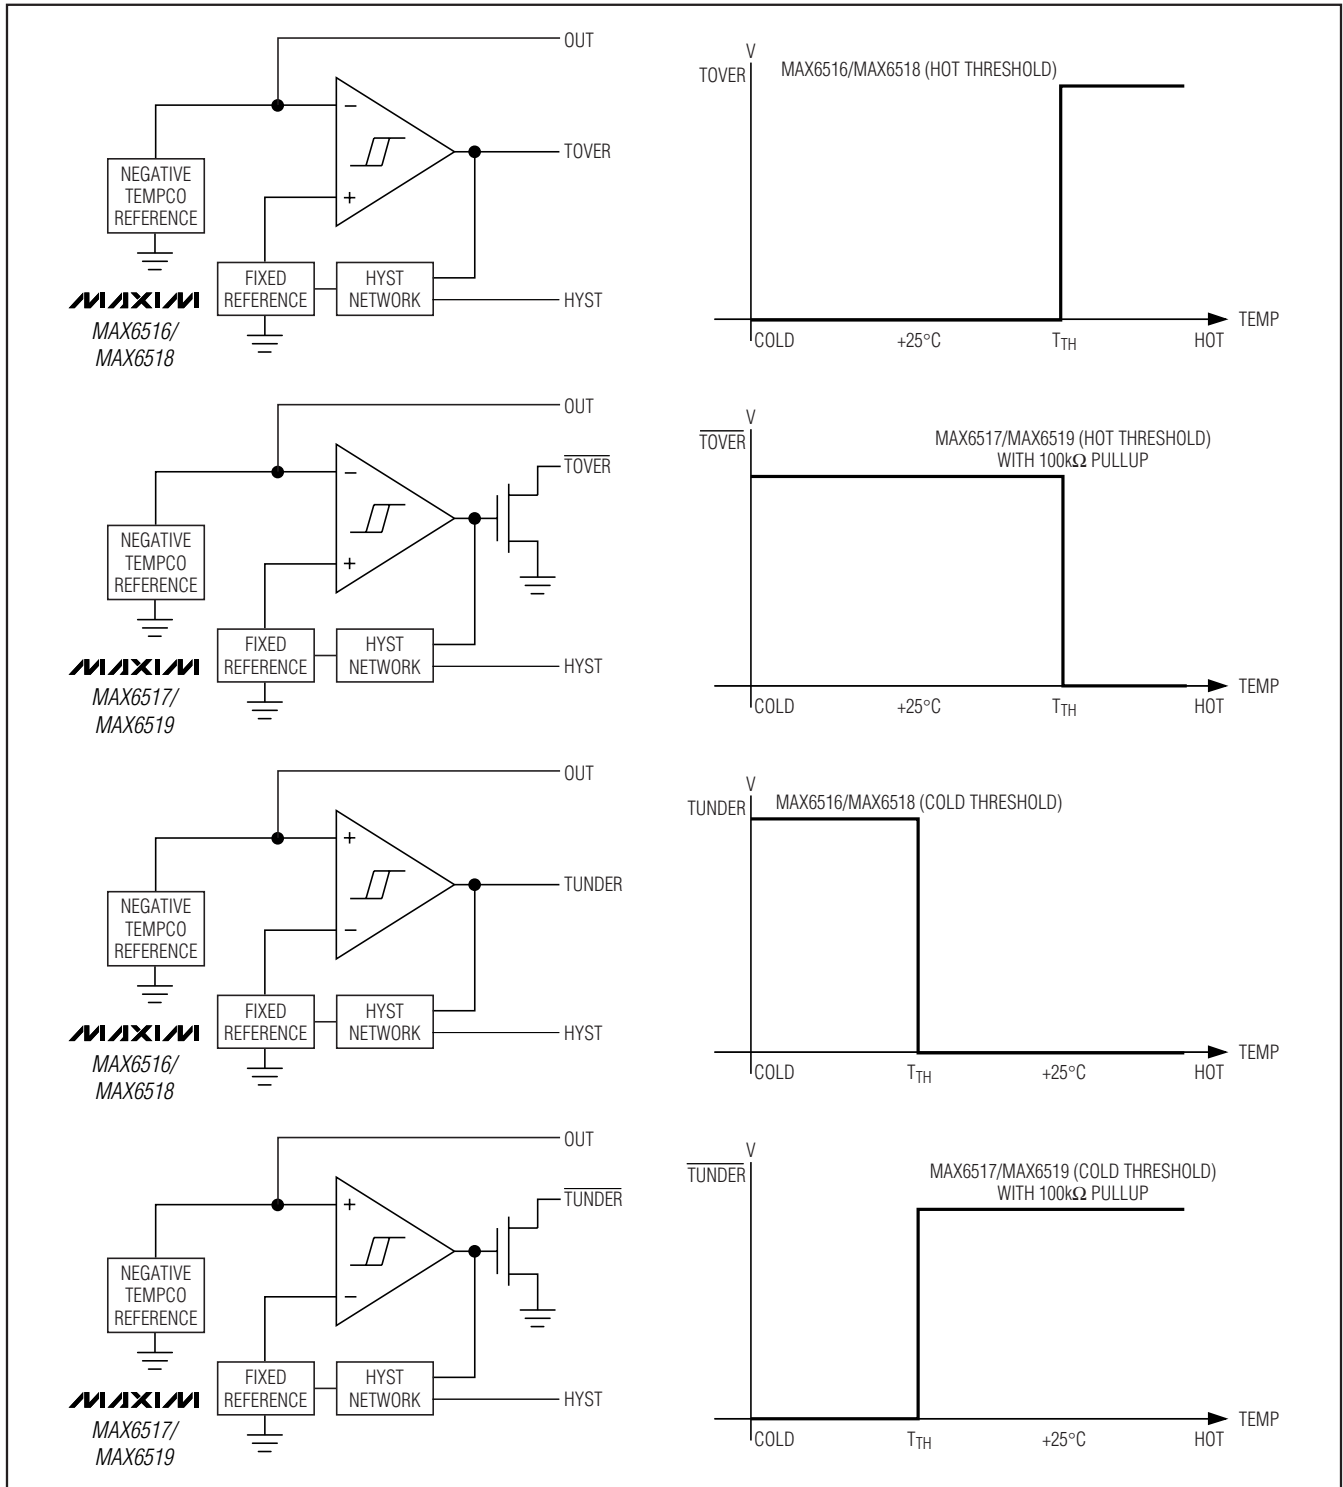 OUT
−
NEGATIVE
TEMPCO
REFERENCE
TOVER
+
FIXED
REFERENCE
HYST
NETWORK
HYST
MAXIM
MAX6516/
MAX6518
V
TOVER
MAX6516/MAX6518 (HOT THRESHOLD)
TEMP
COLD
+25°C
TTH
HOT
OUT
−
NEGATIVE
TEMPCO
REFERENCE
TOVER
+
FIXED
REFERENCE
HYST
NETWORK
HYST
MAXIM
MAX6517/
MAX6519
V
TOVER
MAX6517/MAX6519 (HOT THRESHOLD)
WITH 100kΩ PULLUP
TEMP
COLD
+25°C
TTH
HOT
OUT
+
NEGATIVE
TEMPCO
REFERENCE
TUNDER
−
FIXED
REFERENCE
HYST
NETWORK
HYST
MAXIM
MAX6516/
MAX6518
V
TUNDER
MAX6516/MAX6518 (COLD THRESHOLD)
TEMP
COLD
TTH
+25°C
HOT
OUT
+
NEGATIVE
TEMPCO
REFERENCE
TUNDER
−
FIXED
REFERENCE
HYST
NETWORK
HYST
MAXIM
MAX6517/
MAX6519
V
TUNDER
MAX6517/MAX6519 (COLD THRESHOLD)
WITH 100kΩ PULLUP
TEMP
COLD
TTH
+25°C
HOT